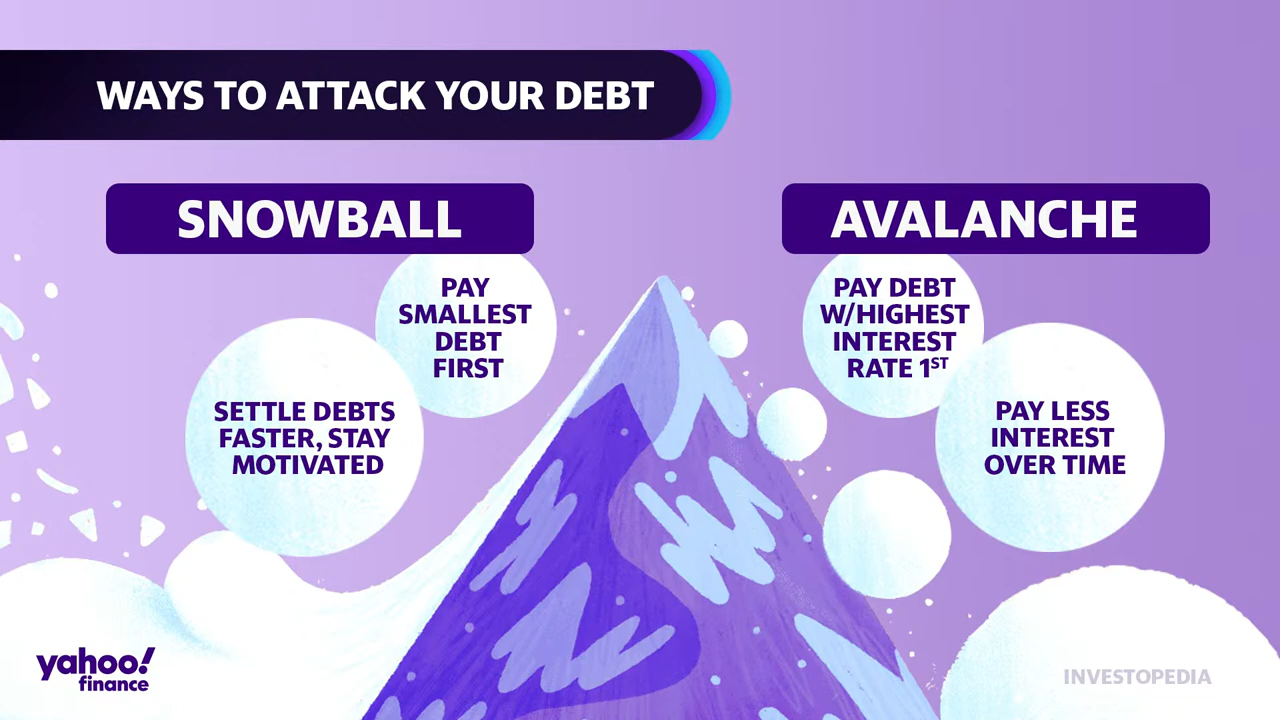 WAYS TO ATTACK YOUR DEBT
SNOWBALL
PAY
SMALLEST
DEBT
FIRST
SETTLE DEBTS
FASTER, STAY
MOTIVATED
AVALANCHE
PAY DEBT
W/HIGHEST
INTEREST
RATE 1ST
PAY LESS
INTEREST
OVER TIME
yahoo!
finance
INVESTOPEDIA